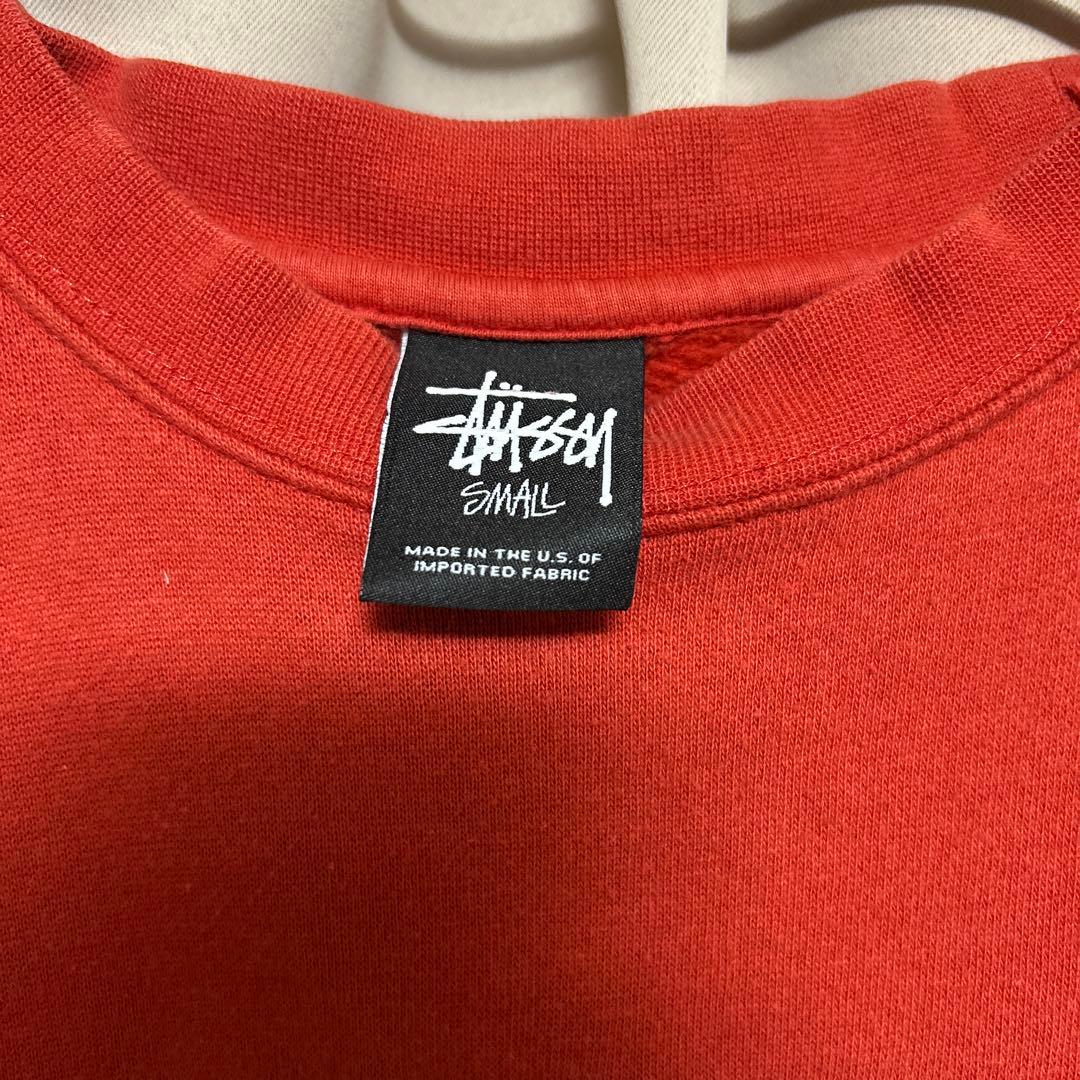 Stüssy
SMALL
MADE IN THE U.S. OF
IMPORTED FABRIC